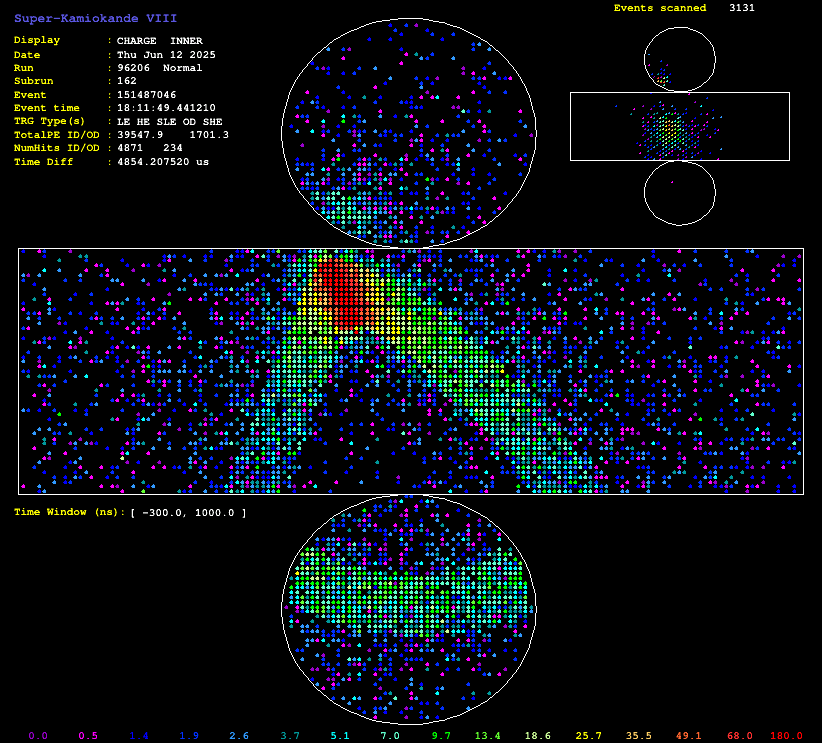 Super-Kamiokande VIII
Events scanned 3131
Display : CHARGE INNER
Date : Thu Jun 12 2025
Run : 96206 Normal
Subrun : 162
Event : 151487046
Event time : 18:11:49.441210
TRG Type(s) : LE HE SLE OD SHE
TotalPE ID/OD : 39547.9 1701.3
NumHits ID/OD : 4871 234
Time Diff : 4854.207520 us
Time Window (ns): [ -300.0, 1000.0 ]
0.0 0.5 1.4 1.9 2.6 3.7 5.1 7.0 9.7 13.4 18.6 25.7 35.5 49.1 68.0 180.0